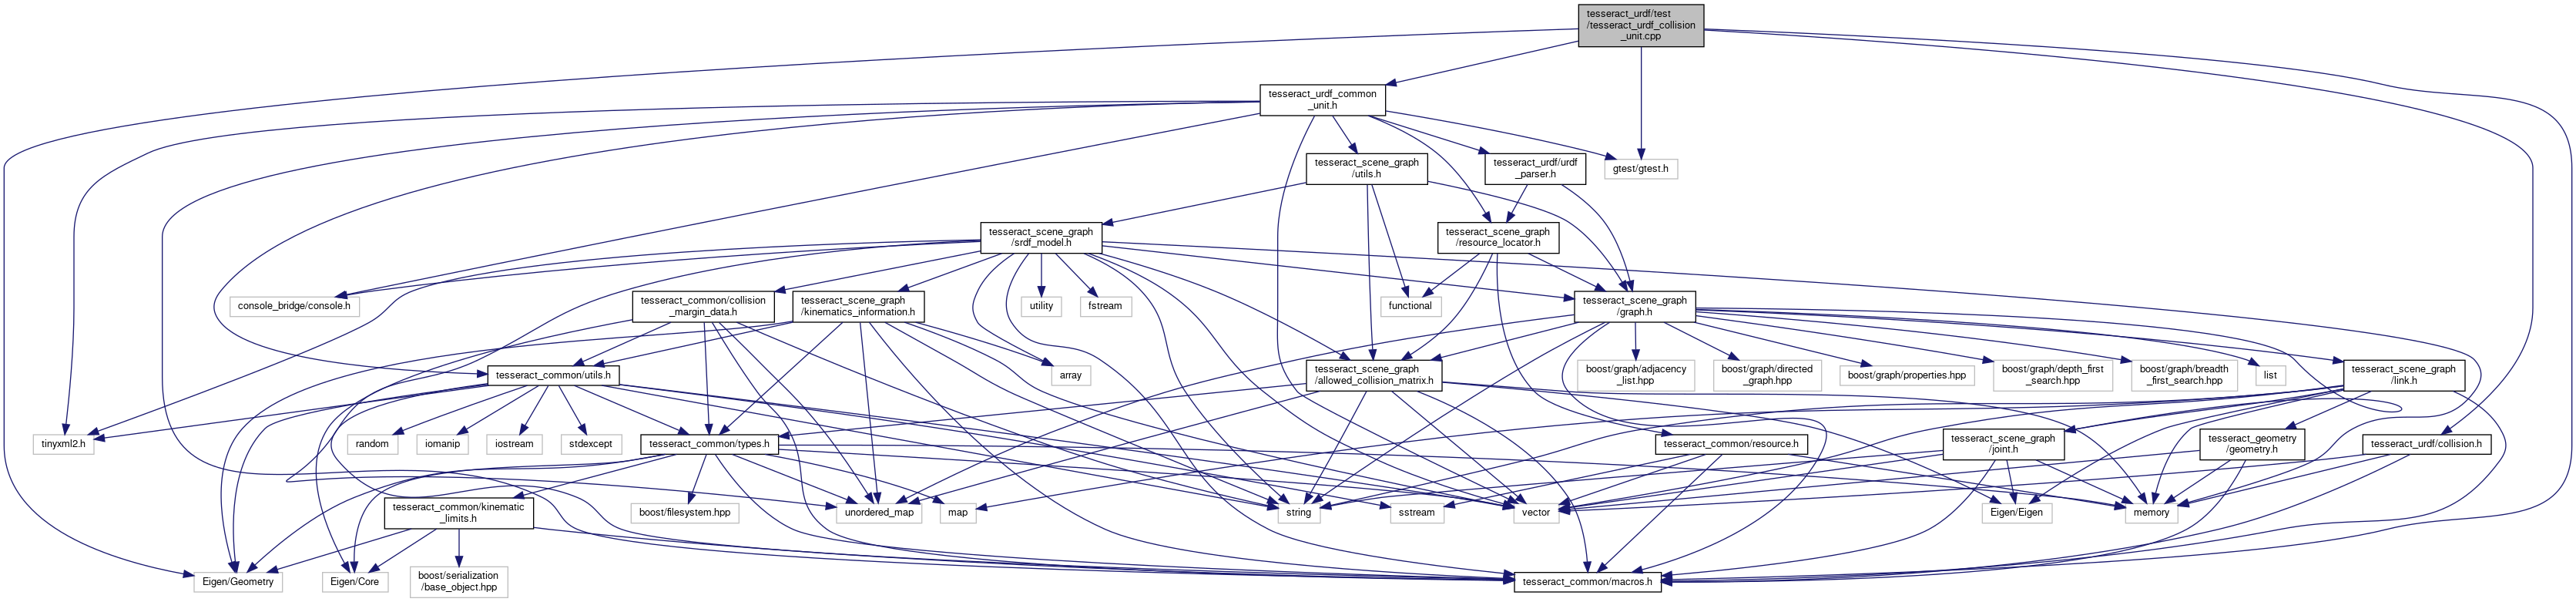 tesseract_urdf/test
/tesseract_urdf_collision
_unit.cpp
tesseract_urdf_common
_unit.h
tesseract_scene_graph
/utils.h
tesseract_urdf/urdf
_parser.h
gtest/gtest.h
tesseract_scene_graph
/srdf_model.h
tesseract_scene_graph
/resource_locator.h
console_bridge/console.h
tesseract_common/collision
_margin_data.h
tesseract_scene_graph
/kinematics_information.h
utility
fstream
functional
tesseract_scene_graph
/graph.h
tesseract_common/utils.h
array
tesseract_scene_graph
/allowed_collision_matrix.h
boost/graph/adjacency
_list.hpp
boost/graph/directed
_graph.hpp
boost/graph/properties.hpp
boost/graph/depth_first
_search.hpp
boost/graph/breadth
_first_search.hpp
list
tesseract_scene_graph
/link.h
tinyxml2.h
random
iomanip
iostream
stdexcept
tesseract_common/types.h
tesseract_common/resource.h
tesseract_scene_graph
/joint.h
tesseract_geometry
/geometry.h
tesseract_urdf/collision.h
tesseract_common/kinematic
_limits.h
boost/filesystem.hpp
unordered_map
map
string
sstream
vector
Eigen/Eigen
memory
Eigen/Geometry
Eigen/Core
boost/serialization
/base_object.hpp
tesseract_common/macros.h